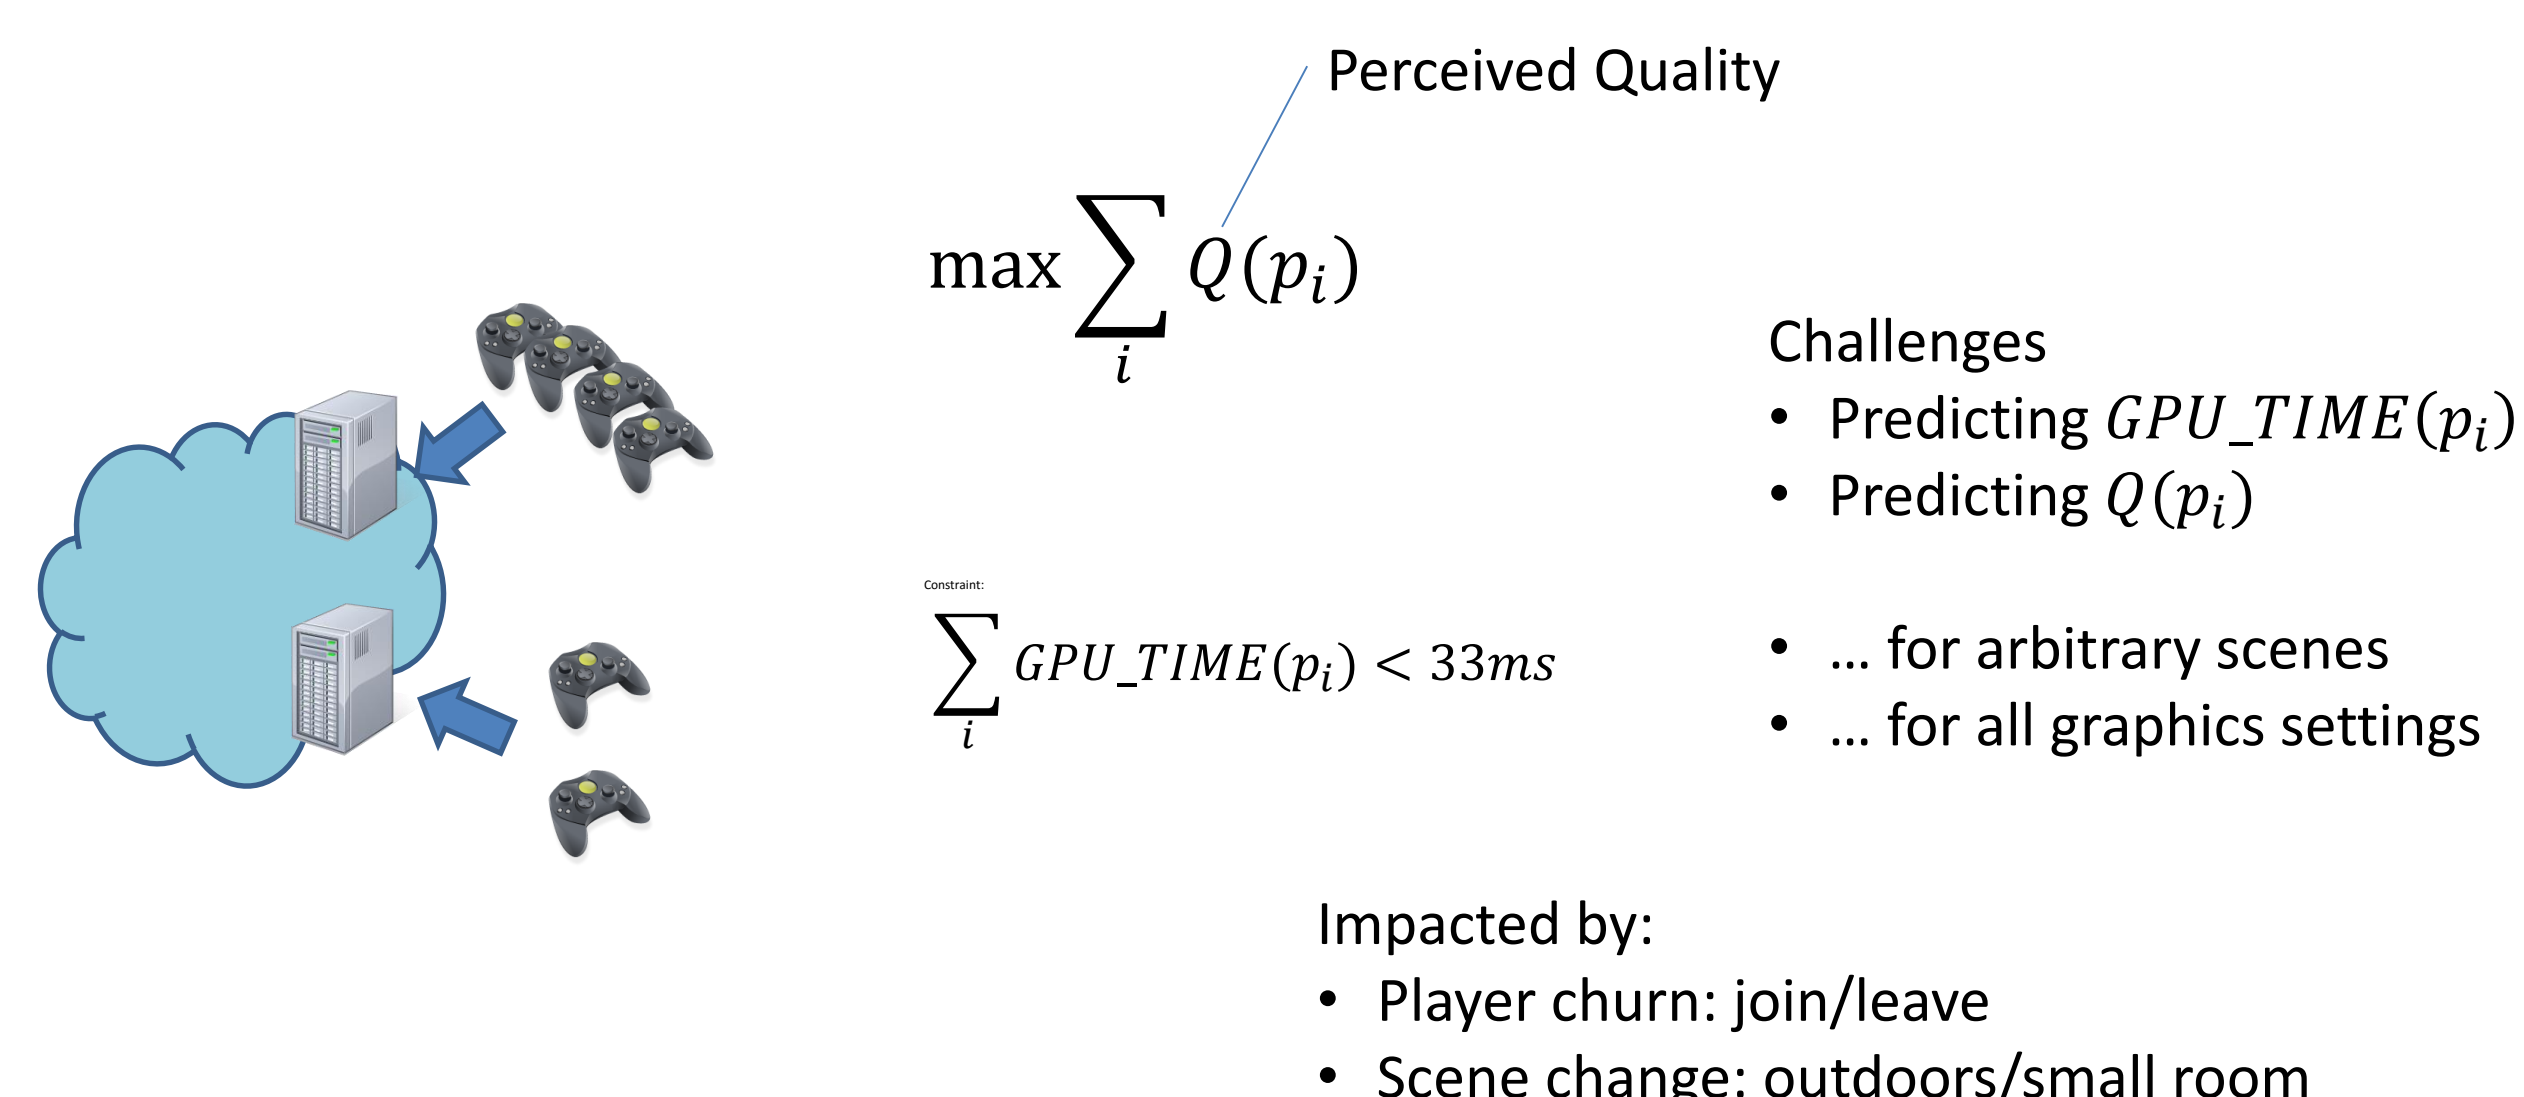 Perceived Quality
max ∑_i Q(p_i)
Challenges
• Predicting GPU_TIME(p_i)
• Predicting Q(p_i)
• ... for arbitrary scenes
• ... for all graphics settings
Constraint:
∑_i GPU_TIME(p_i) < 33ms
Impacted by:
• Player churn: join/leave
• Scene change: outdoors/small room